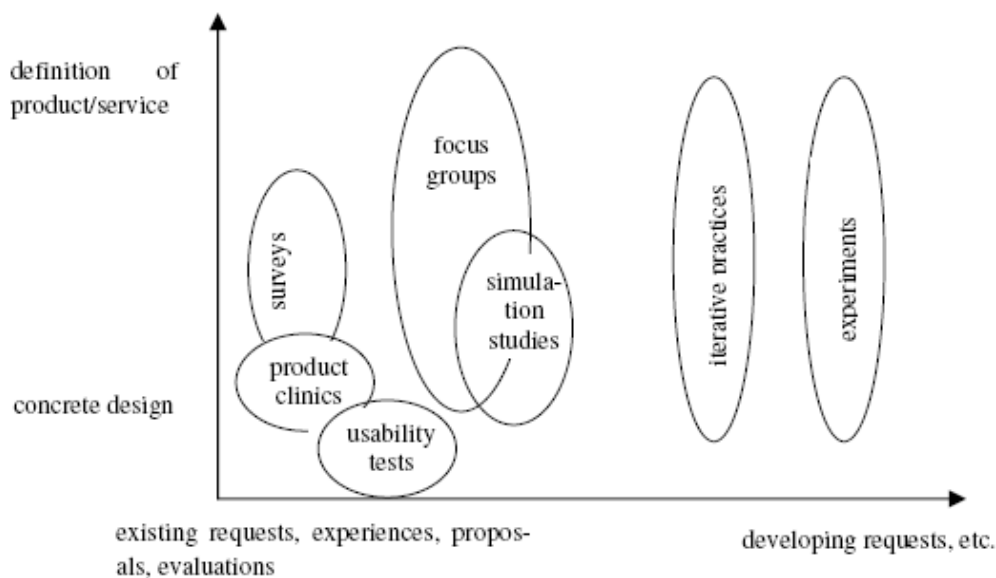 definition of
product/service
focus
groups
surveys
simula-
tion
studies
iterative practices
experiments
product
clinics
concrete design
usability
tests
existing requests, experiences, propos-
als, evaluations
developing requests, etc.